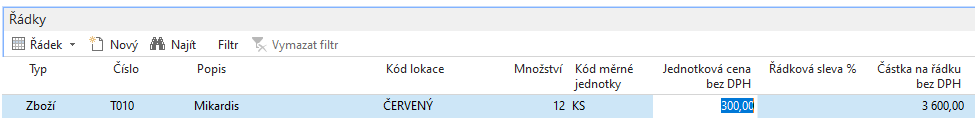 Řádky
Řádek Nový Najít Filtr Vymazat filtr
Typ Číslo Popis Kód lokace Množství Kód měrné jednotky Jednotková cena bez DPH Řádková sleva % Částka na řádku bez DPH
Zboží T010 Mikardis ČERVENÝ 12 KS 300,00 3 600,00